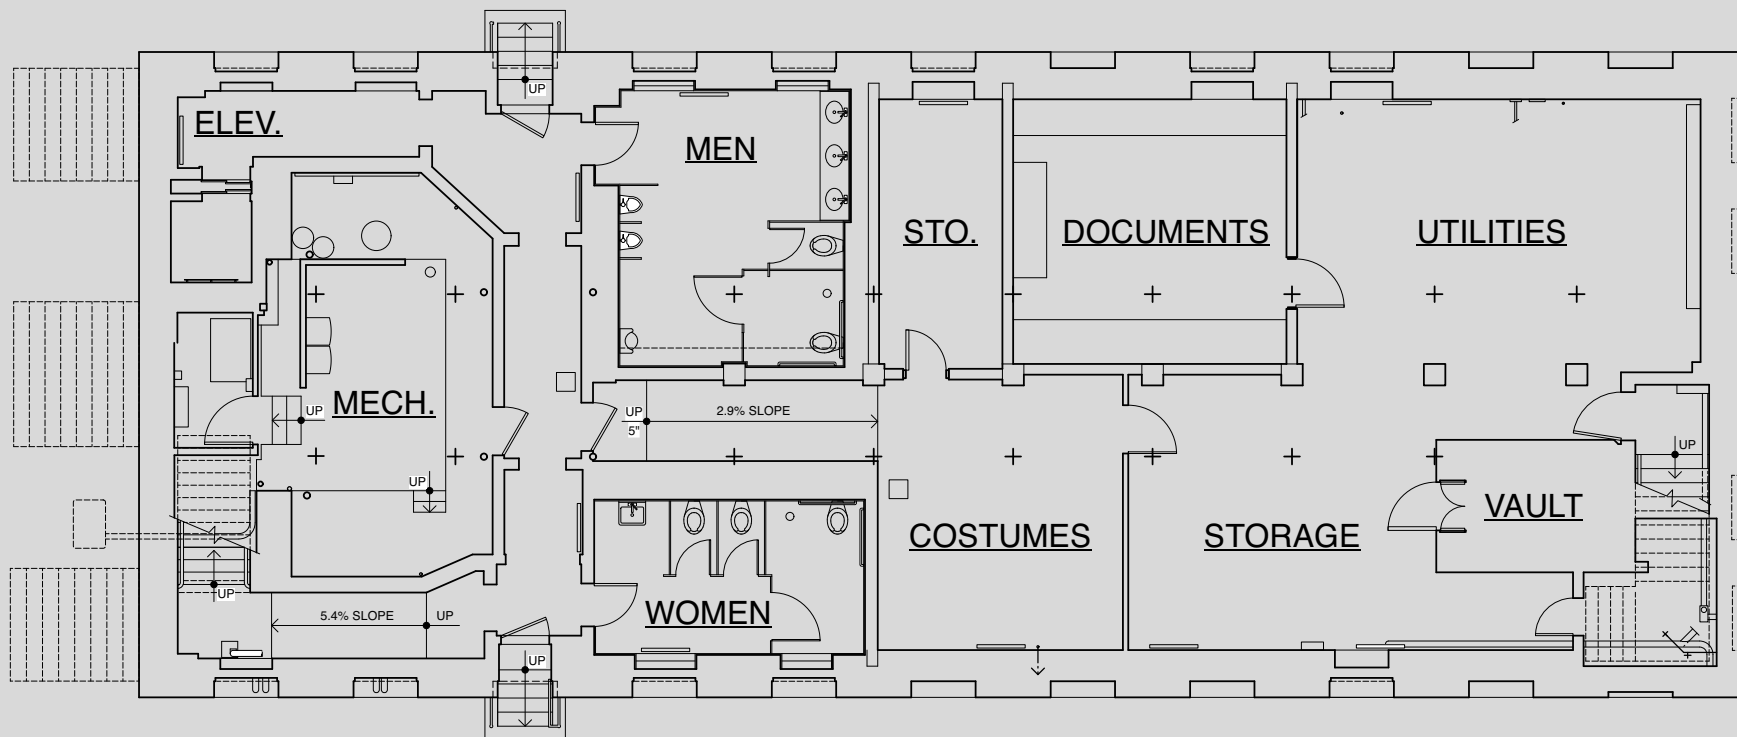 UP
ELEV.
MEN
STO.
DOCUMENTS
UTILITIES
MECH.
UP
UP
5"
2.9% SLOPE
UP
UP
VAULT
COSTUMES
STORAGE
UP
UP
WOMEN
5.4% SLOPE
UP
UP